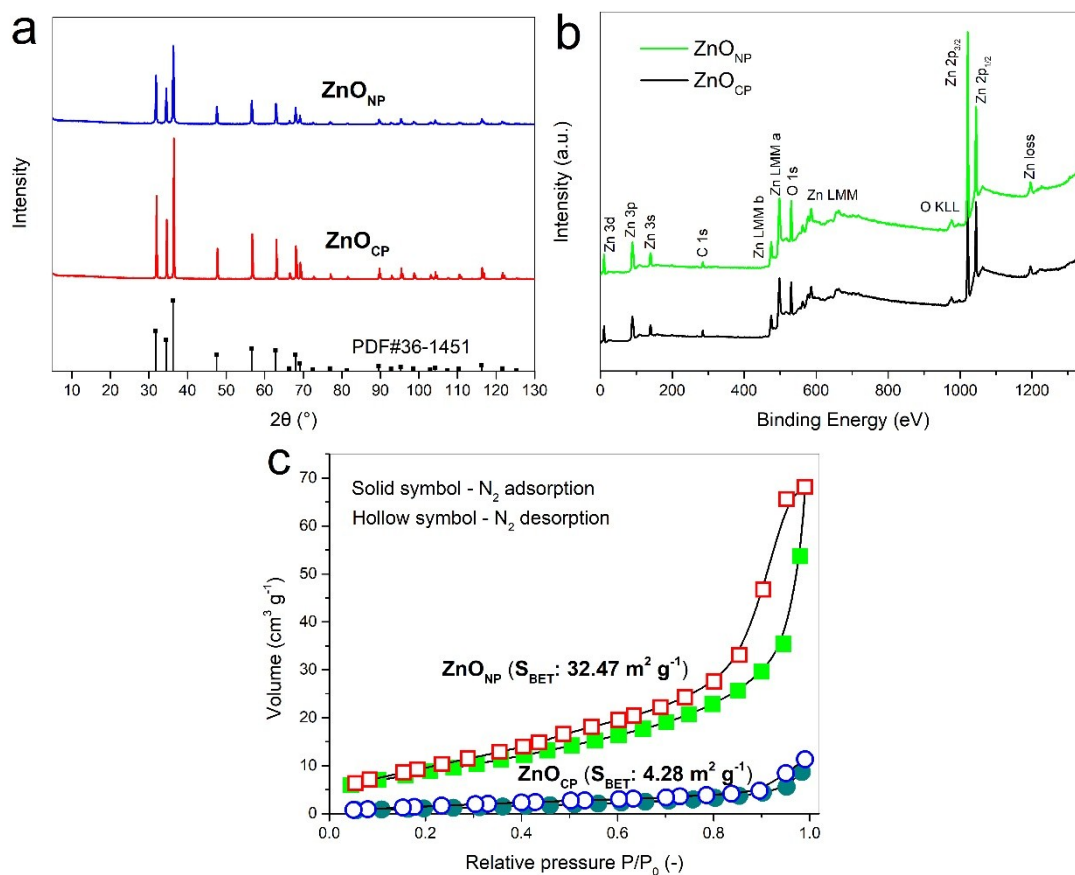 a
ZnO_NP
ZnO_CP
PDF#36-1451
Intensity
10 20 30 40 50 60 70 80 90 100 110 120 130
2θ (°)
b
ZnO_NP
ZnO_CP
Zn 3d
Zn 3p
Zn 3s
C 1s
Zn LMM b
Zn LMM a
O 1s
Zn LMM
O KLL
Zn 2p_3/2
Zn 2p_1/2
Zn loss
Intensity (a.u.)
0 200 400 600 800 1000 1200
Binding Energy (eV)
c
Solid symbol - N₂ adsorption
Hollow symbol - N₂ desorption
ZnO_NP (S_BET: 32.47 m² g⁻¹)
ZnO_CP (S_BET: 4.28 m² g⁻¹)
Volume (cm³ g⁻¹)
70
60
50
40
30
20
10
0
0.0 0.2 0.4 0.6 0.8 1.0
Relative pressure P/P₀ (-)